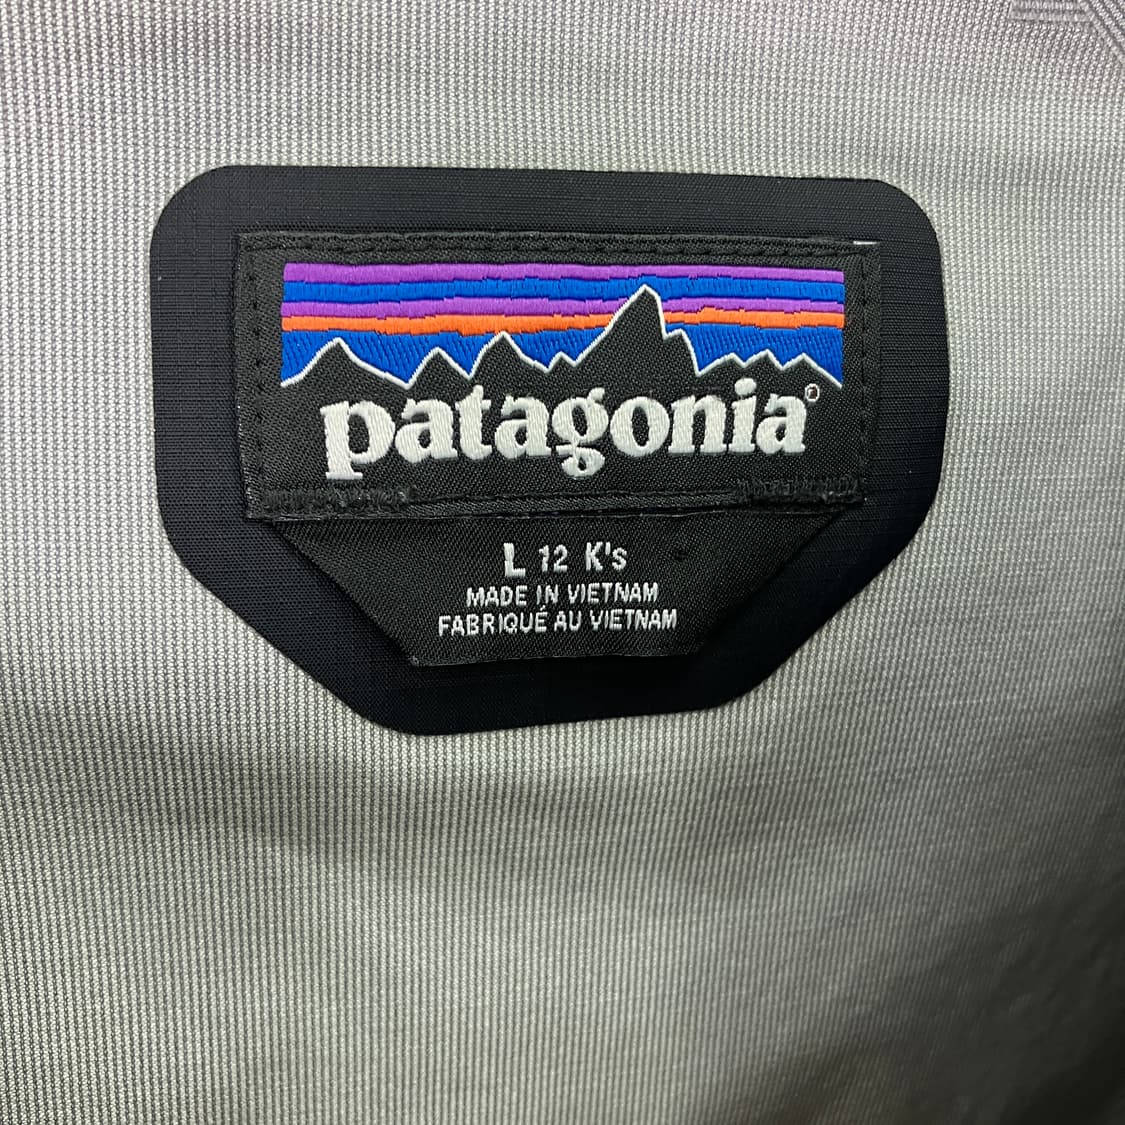 patagonia®
L 12 K's
MADE IN VIETNAM
FABRIQUÉ AU VIETNAM